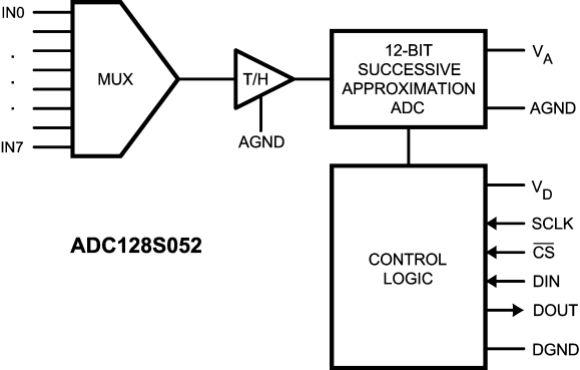 IN0
.
.
.
IN7
MUX
T/H
AGND
12-BIT
SUCCESSIVE
APPROXIMATION
ADC
VA
AGND
ADC128S052
CONTROL
LOGIC
VD
SCLK
C̅S̅
DIN
DOUT
DGND